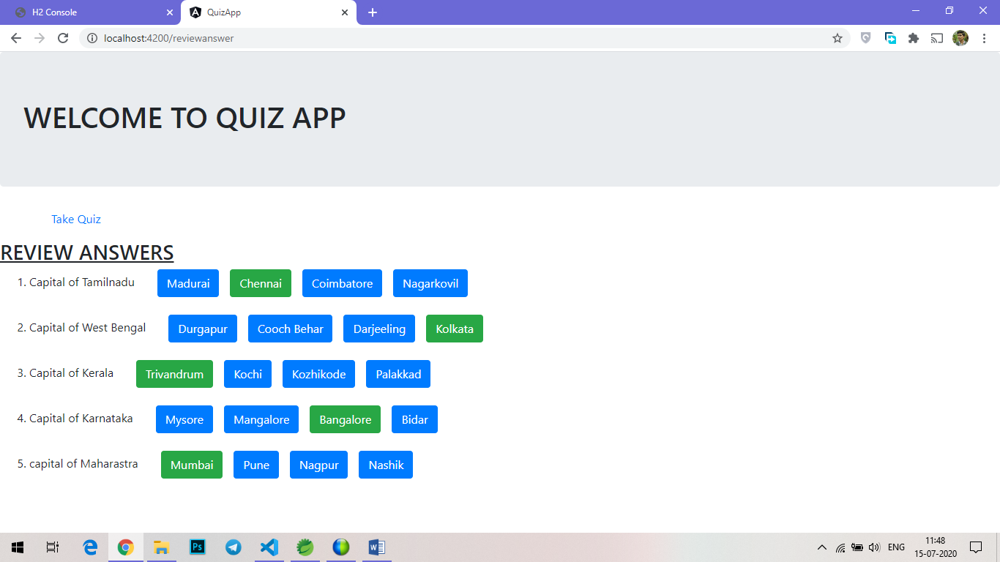 H2 Console
QuizApp
localhost:4200/reviewanswer
WELCOME TO QUIZ APP
Take Quiz
REVIEW ANSWERS
1. Capital of Tamilnadu Madurai Chennai Coimbatore Nagarkovil
2. Capital of West Bengal Durgapur Cooch Behar Darjeeling Kolkata
3. Capital of Kerala Trivandrum Kochi Kozhikode Palakkad
4. Capital of Karnataka Mysore Mangalore Bangalore Bidar
5. capital of Maharastra Mumbai Pune Nagpur Nashik
Ps
ENG
11:48
15-07-2020